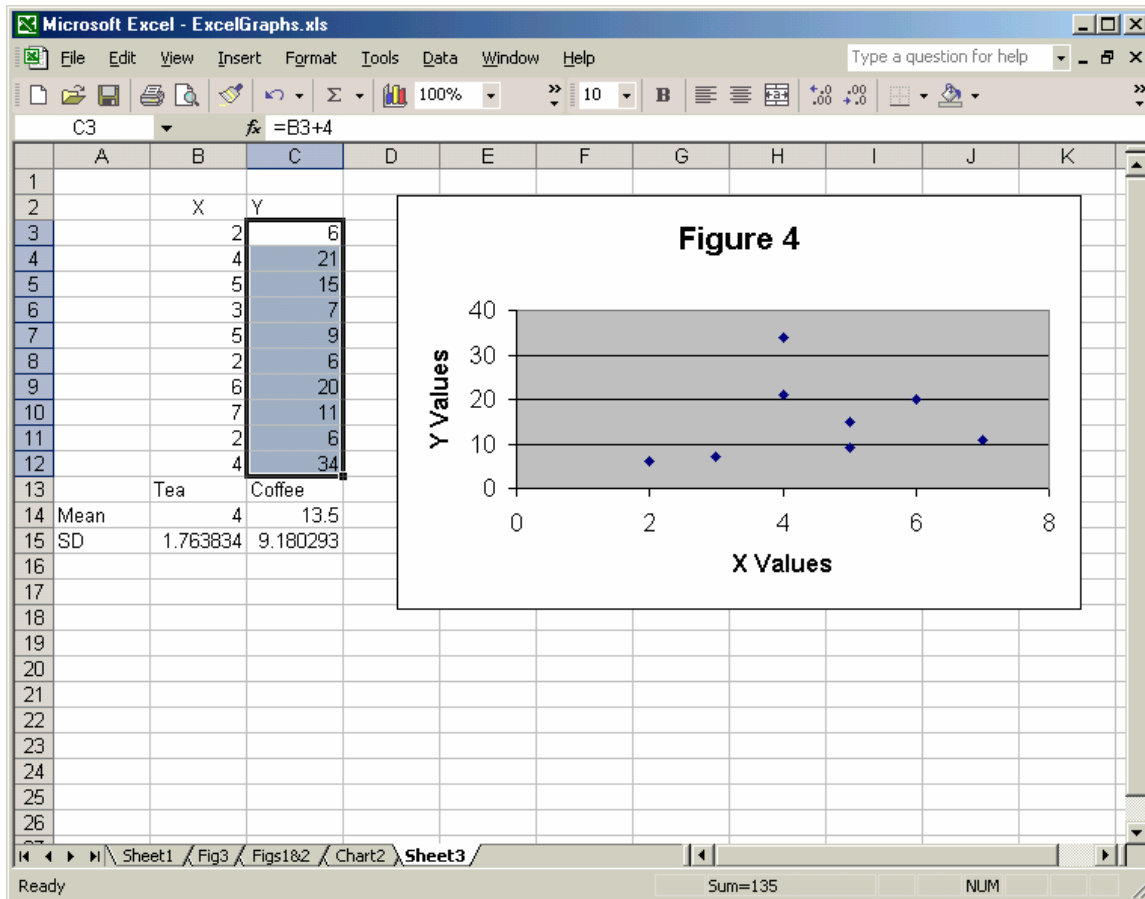 Microsoft Excel - ExcelGraphs.xls
File Edit View Insert Format Tools Data Window Help Type a question for help
100% 10 B
C3 fx =B3+4
A B C D E F G H I J K
1
2 X Y
3 2 6
4 4 21
5 5 15
6 3 7
7 5 9
8 2 6
9 6 20
10 7 11
11 2 6
12 4 34
13 Tea Coffee
14 Mean 4 13.5
15 SD 1.763834 9.180293
16
17
18
19
20
21
22
23
24
25
26
Figure 4
Y Values
40
30
20
10
0
0 2 4 6 8
X Values
Sheet1 Fig3 Figs1&2 Chart2 Sheet3
Ready Sum=135 NUM